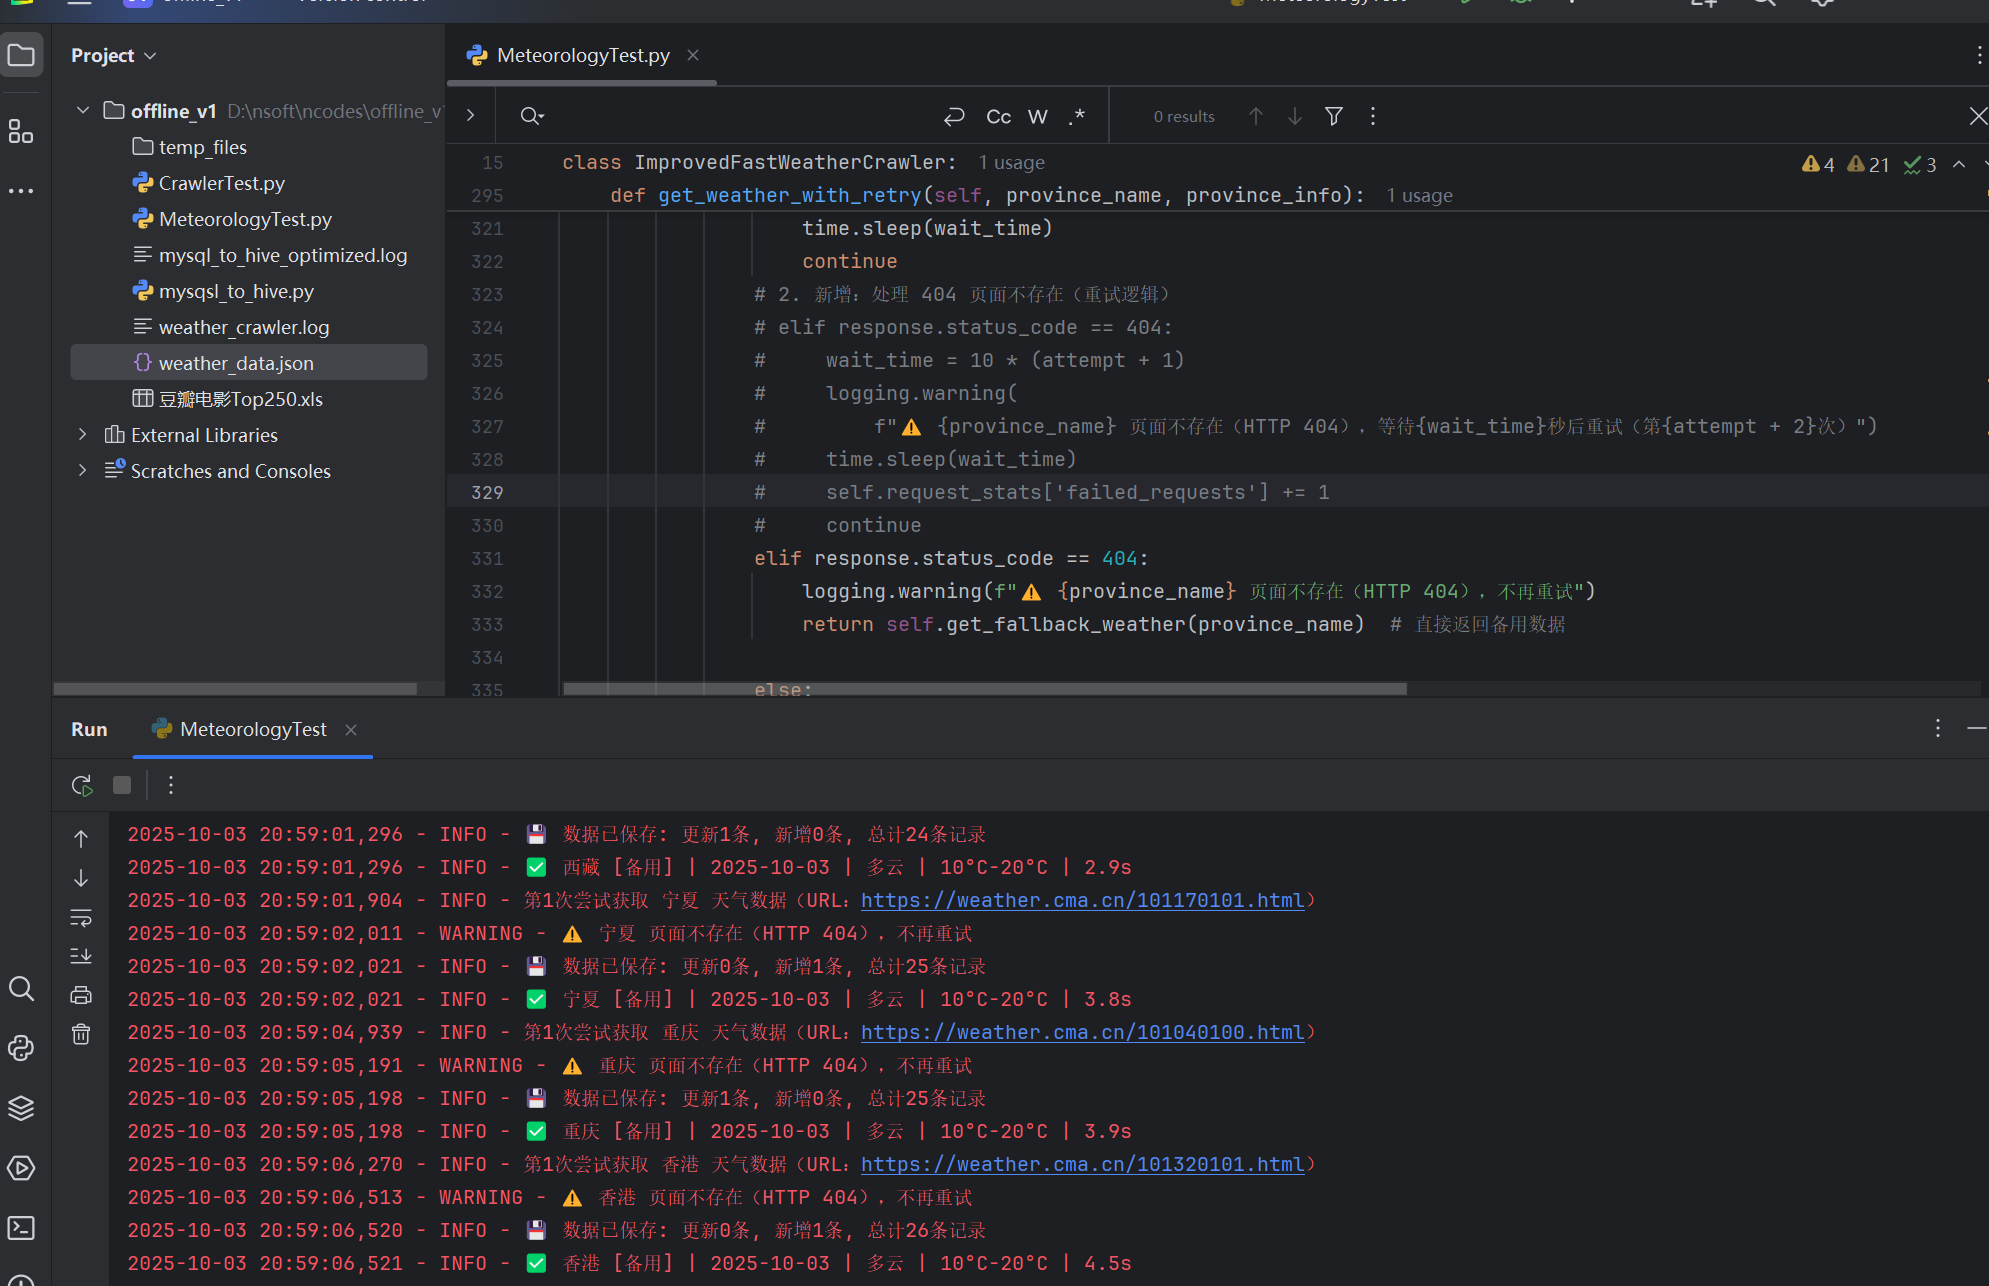 Project
offline_v1 D:\nsoft\ncodes\offline_v
temp_files
CrawlerTest.py
MeteorologyTest.py
mysql_to_hive_optimized.log
mysqsl_to_hive.py
weather_crawler.log
weather_data.json
豆瓣电影Top250.xls
External Libraries
Scratches and Consoles
MeteorologyTest.py
Cc W .* 0 results
4 21 3
15 class ImprovedFastWeatherCrawler: 1 usage
295 def get_weather_with_retry(self, province_name, province_info): 1 usage
321 time.sleep(wait_time)
322 continue
323 # 2. 新增：处理 404 页面不存在（重试逻辑）
324 # elif response.status_code == 404:
325 # wait_time = 10 * (attempt + 1)
326 # logging.warning(
327 # f"⚠️ {province_name} 页面不存在（HTTP 404），等待{wait_time}秒后重试（第{attempt + 2}次）")
328 # time.sleep(wait_time)
329 # self.request_stats['failed_requests'] += 1
330 # continue
331 elif response.status_code == 404:
332 logging.warning(f"⚠️ {province_name} 页面不存在（HTTP 404），不再重试")
333 return self.get_fallback_weather(province_name) # 直接返回备用数据
334
335 else:
Run MeteorologyTest
2025-10-03 20:59:01,296 - INFO - 💾 数据已保存: 更新1条, 新增0条, 总计24条记录
2025-10-03 20:59:01,296 - INFO - ✅ 西藏 [备用] | 2025-10-03 | 多云 | 10°C-20°C | 2.9s
2025-10-03 20:59:01,904 - INFO - 第1次尝试获取 宁夏 天气数据（URL：https://weather.cma.cn/101170101.html）
2025-10-03 20:59:02,011 - WARNING - ⚠️ 宁夏 页面不存在（HTTP 404），不再重试
2025-10-03 20:59:02,021 - INFO - 💾 数据已保存: 更新0条, 新增1条, 总计25条记录
2025-10-03 20:59:02,021 - INFO - ✅ 宁夏 [备用] | 2025-10-03 | 多云 | 10°C-20°C | 3.8s
2025-10-03 20:59:04,939 - INFO - 第1次尝试获取 重庆 天气数据（URL：https://weather.cma.cn/101040100.html）
2025-10-03 20:59:05,191 - WARNING - ⚠️ 重庆 页面不存在（HTTP 404），不再重试
2025-10-03 20:59:05,198 - INFO - 💾 数据已保存: 更新1条, 新增0条, 总计25条记录
2025-10-03 20:59:05,198 - INFO - ✅ 重庆 [备用] | 2025-10-03 | 多云 | 10°C-20°C | 3.9s
2025-10-03 20:59:06,270 - INFO - 第1次尝试获取 香港 天气数据（URL：https://weather.cma.cn/101320101.html）
2025-10-03 20:59:06,513 - WARNING - ⚠️ 香港 页面不存在（HTTP 404），不再重试
2025-10-03 20:59:06,520 - INFO - 💾 数据已保存: 更新0条, 新增1条, 总计26条记录
2025-10-03 20:59:06,521 - INFO - ✅ 香港 [备用] | 2025-10-03 | 多云 | 10°C-20°C | 4.5s